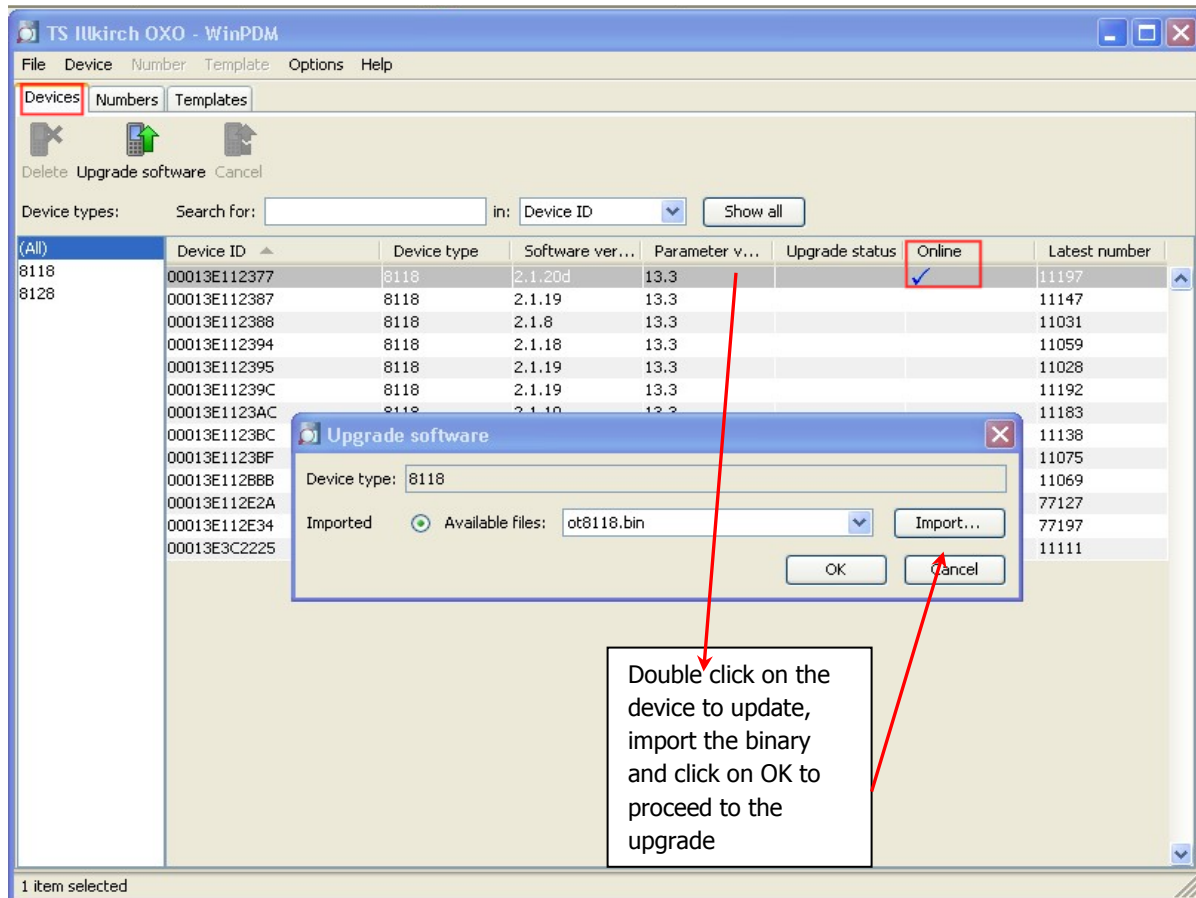 TS Illkirch OXO - WinPDM
File Device Number Template Options Help
Devices Numbers Templates
Delete Upgrade software Cancel
Device types: Search for: in: Device ID Show all
(All)
8118
8128
Device ID Device type Software ver... Parameter v... Upgrade status Online Latest number
00013E112377 8118 2.1.20d 13.3 ✓ 11197
00013E112387 8118 2.1.19 13.3 11147
00013E112388 8118 2.1.8 13.3 11031
00013E112394 8118 2.1.18 13.3 11059
00013E112395 8118 2.1.19 13.3 11028
00013E11239C 8118 2.1.19 13.3 11192
00013E1123AC 8118 13.3 11183
00013E1123BC 11138
00013E1123BF 11075
00013E112BBB 11069
00013E112E2A 77127
00013E112E34 77197
00013E3C2225 11111
Upgrade software
Device type: 8118
Imported Available files: ot8118.bin Import...
OK Cancel
Double click on the
device to update,
import the binary
and click on OK to
proceed to the
upgrade
1 item selected